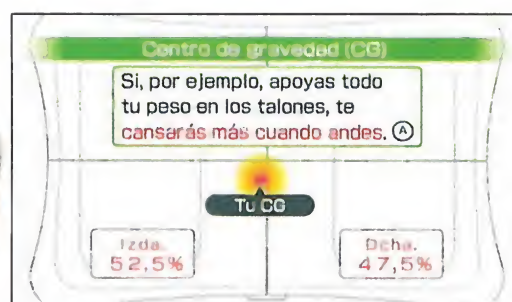 Centro de gravedad (CG)
Si, por ejemplo, apoyas todo
tu peso en los talones, te
cansarás más cuando andes. A
Tu CG
Izda.
52,5%
Dcha.
47,5%